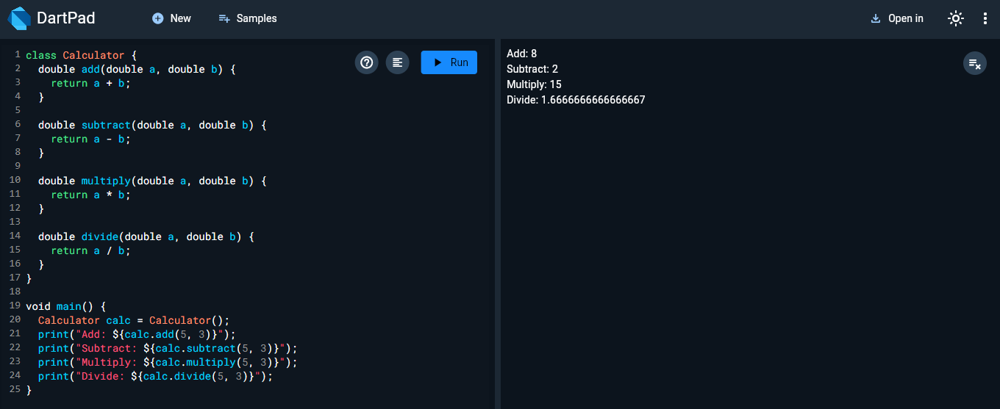 DartPad
New
Samples
Open in
1 class Calculator {
2   double add(double a, double b) {
3     return a + b;
4   }
5
6   double subtract(double a, double b) {
7     return a - b;
8   }
9
10   double multiply(double a, double b) {
11     return a * b;
12   }
13
14   double divide(double a, double b) {
15     return a / b;
16   }
17 }
18
19 void main() {
20   Calculator calc = Calculator();
21   print("Add: ${calc.add(5, 3)}");
22   print("Subtract: ${calc.subtract(5, 3)}");
23   print("Multiply: ${calc.multiply(5, 3)}");
24   print("Divide: ${calc.divide(5, 3)}");
25 }
Run
Add: 8
Subtract: 2
Multiply: 15
Divide: 1.6666666666666667